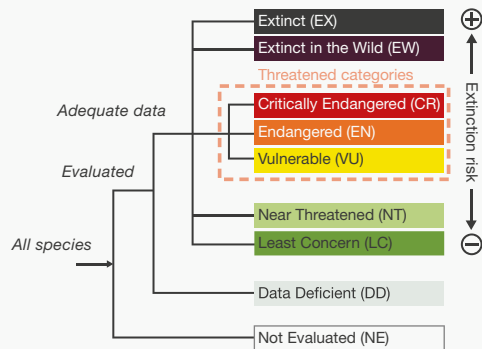 Extinct (EX)
Extinct in the Wild (EW)
Threatened categories
Adequate data
Critically Endangered (CR)
Endangered (EN)
Evaluated
Vulnerable (VU)
Near Threatened (NT)
All species
Least Concern (LC)
Data Deficient (DD)
Not Evaluated (NE)
+
Extinction risk
−